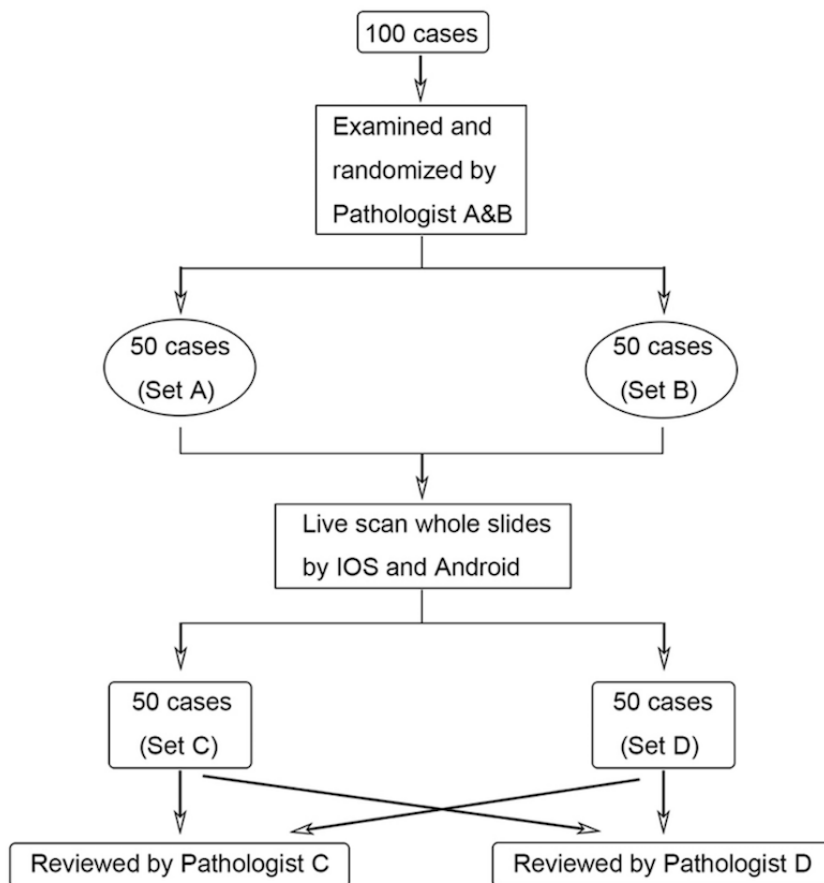 100 cases
Examined and
randomized by
Pathologist A&B
50 cases
(Set A)
50 cases
(Set B)
Live scan whole slides
by IOS and Android
50 cases
(Set C)
50 cases
(Set D)
Reviewed by Pathologist C
Reviewed by Pathologist D